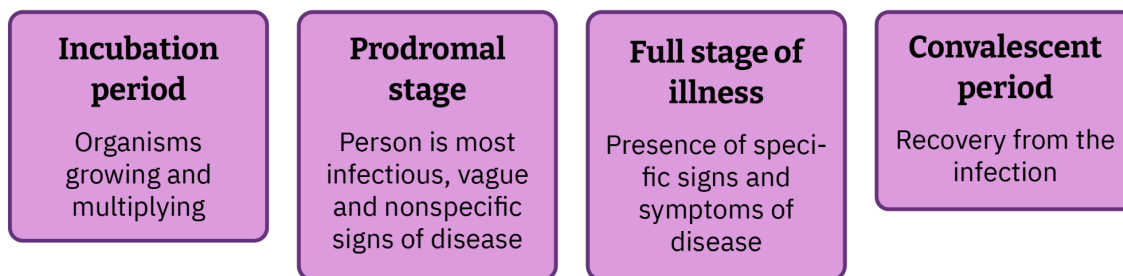 Incubation
period
Organisms
growing and
multiplying
Prodromal
stage
Person is most
infectious, vague
and nonspecific
signs of disease
Full stage of
illness
Presence of speci-
fic signs and
symptoms of
disease
Convalescent
period
Recovery from the
infection